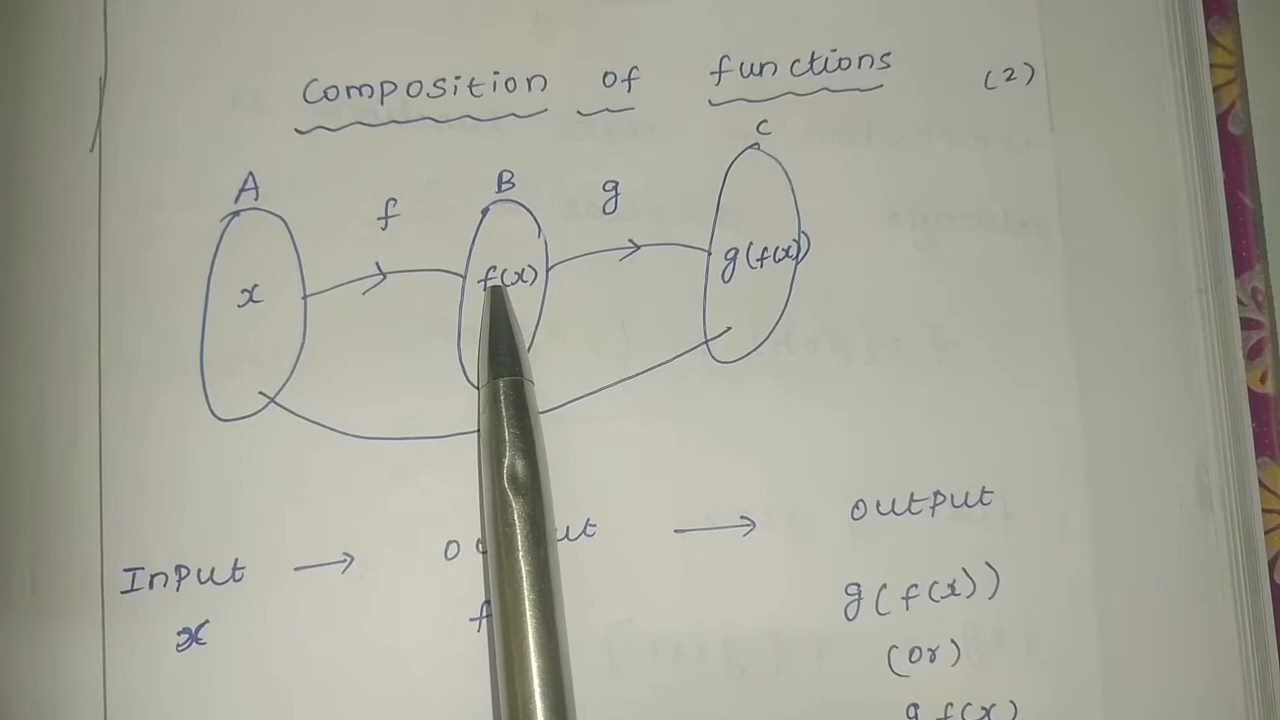 Composition of functions (2)
A B C
f g
x f(x) g(f(x))
Input → → output
x g(f(x))
(or)
g f(x)